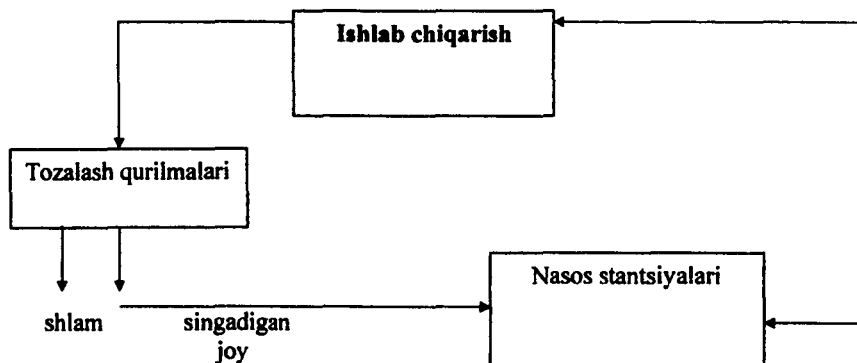 Ishlab chiqarish
Tozalash qurilmalari
Nasos stantsiyalari
shlam
singadigan
joy